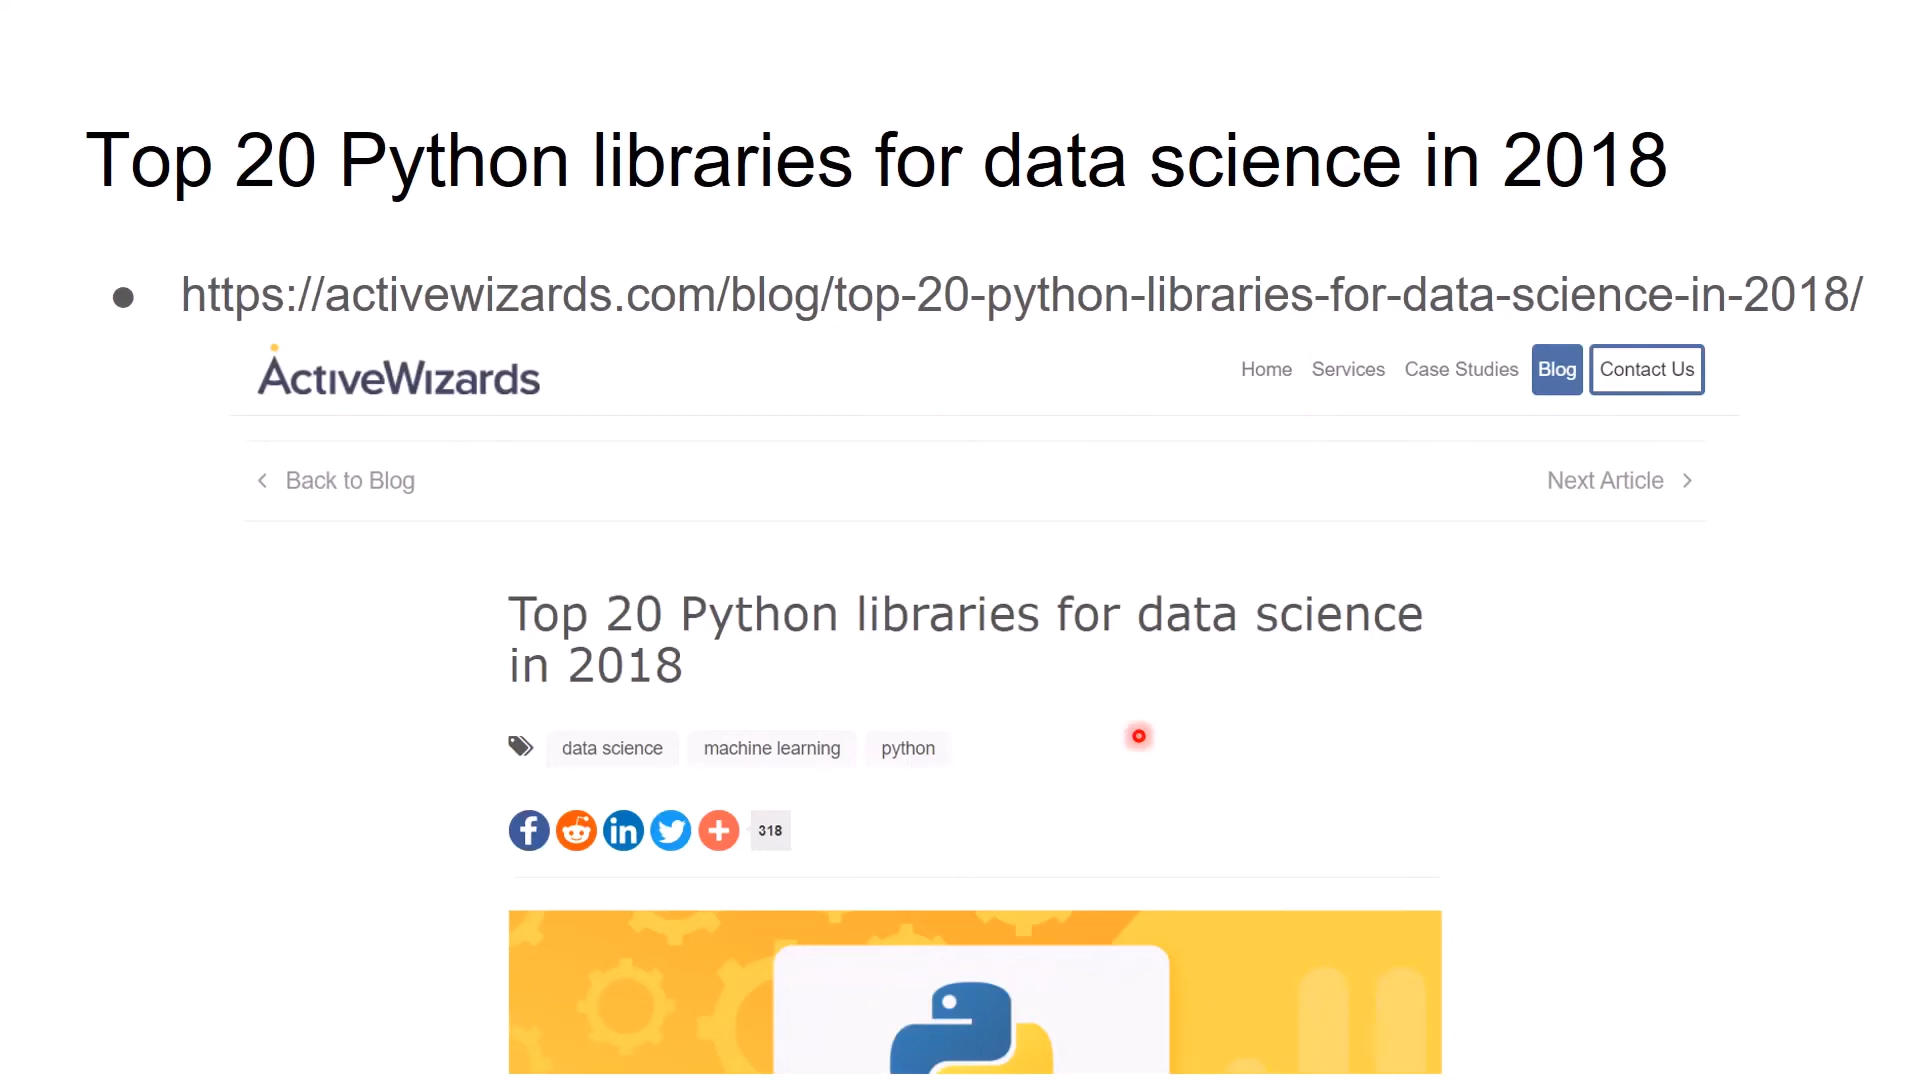 Top 20 Python libraries for data science in 2018
● https://activewizards.com/blog/top-20-python-libraries-for-data-science-in-2018/
ActiveWizards
Home Services Case Studies Blog Contact Us
Back to Blog
Next Article
Top 20 Python libraries for data science
in 2018
data science machine learning python
318